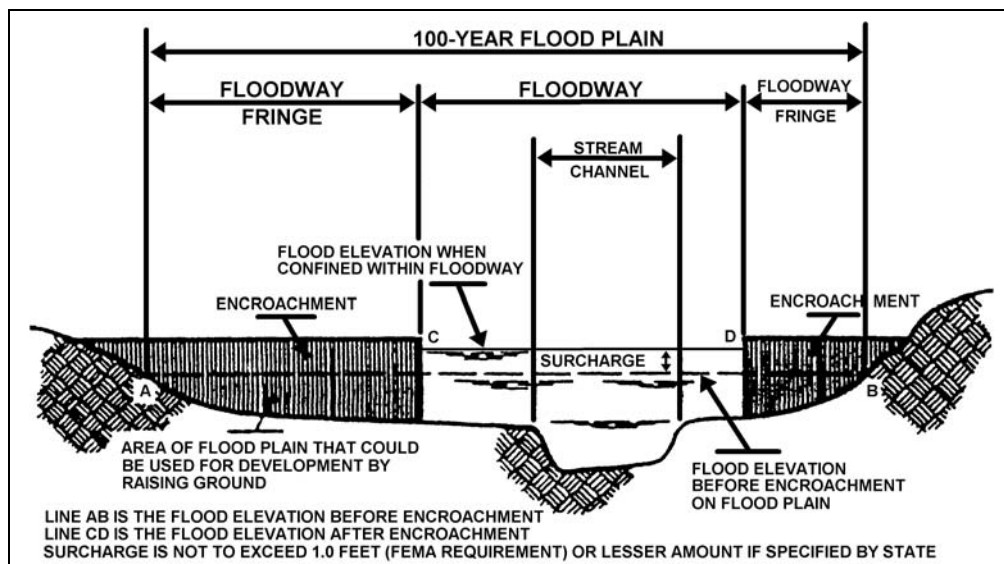 100-YEAR FLOOD PLAIN
FLOODWAY
FRINGE
FLOODWAY
FLOODWAY
FRINGE
STREAM
CHANNEL
FLOOD ELEVATION WHEN
CONFINED WITHIN FLOODWAY
ENCROACHMENT
ENCROACH MENT
C
D
SURCHARGE
A
B
AREA OF FLOOD PLAIN THAT COULD
BE USED FOR DEVELOPMENT BY
RAISING GROUND
FLOOD ELEVATION
BEFORE ENCROACHMENT
ON FLOOD PLAIN
LINE AB IS THE FLOOD ELEVATION BEFORE ENCROACHMENT
LINE CD IS THE FLOOD ELEVATION AFTER ENCROACHMENT
SURCHARGE IS NOT TO EXCEED 1.0 FEET (FEMA REQUIREMENT) OR LESSER AMOUNT IF SPECIFIED BY STATE